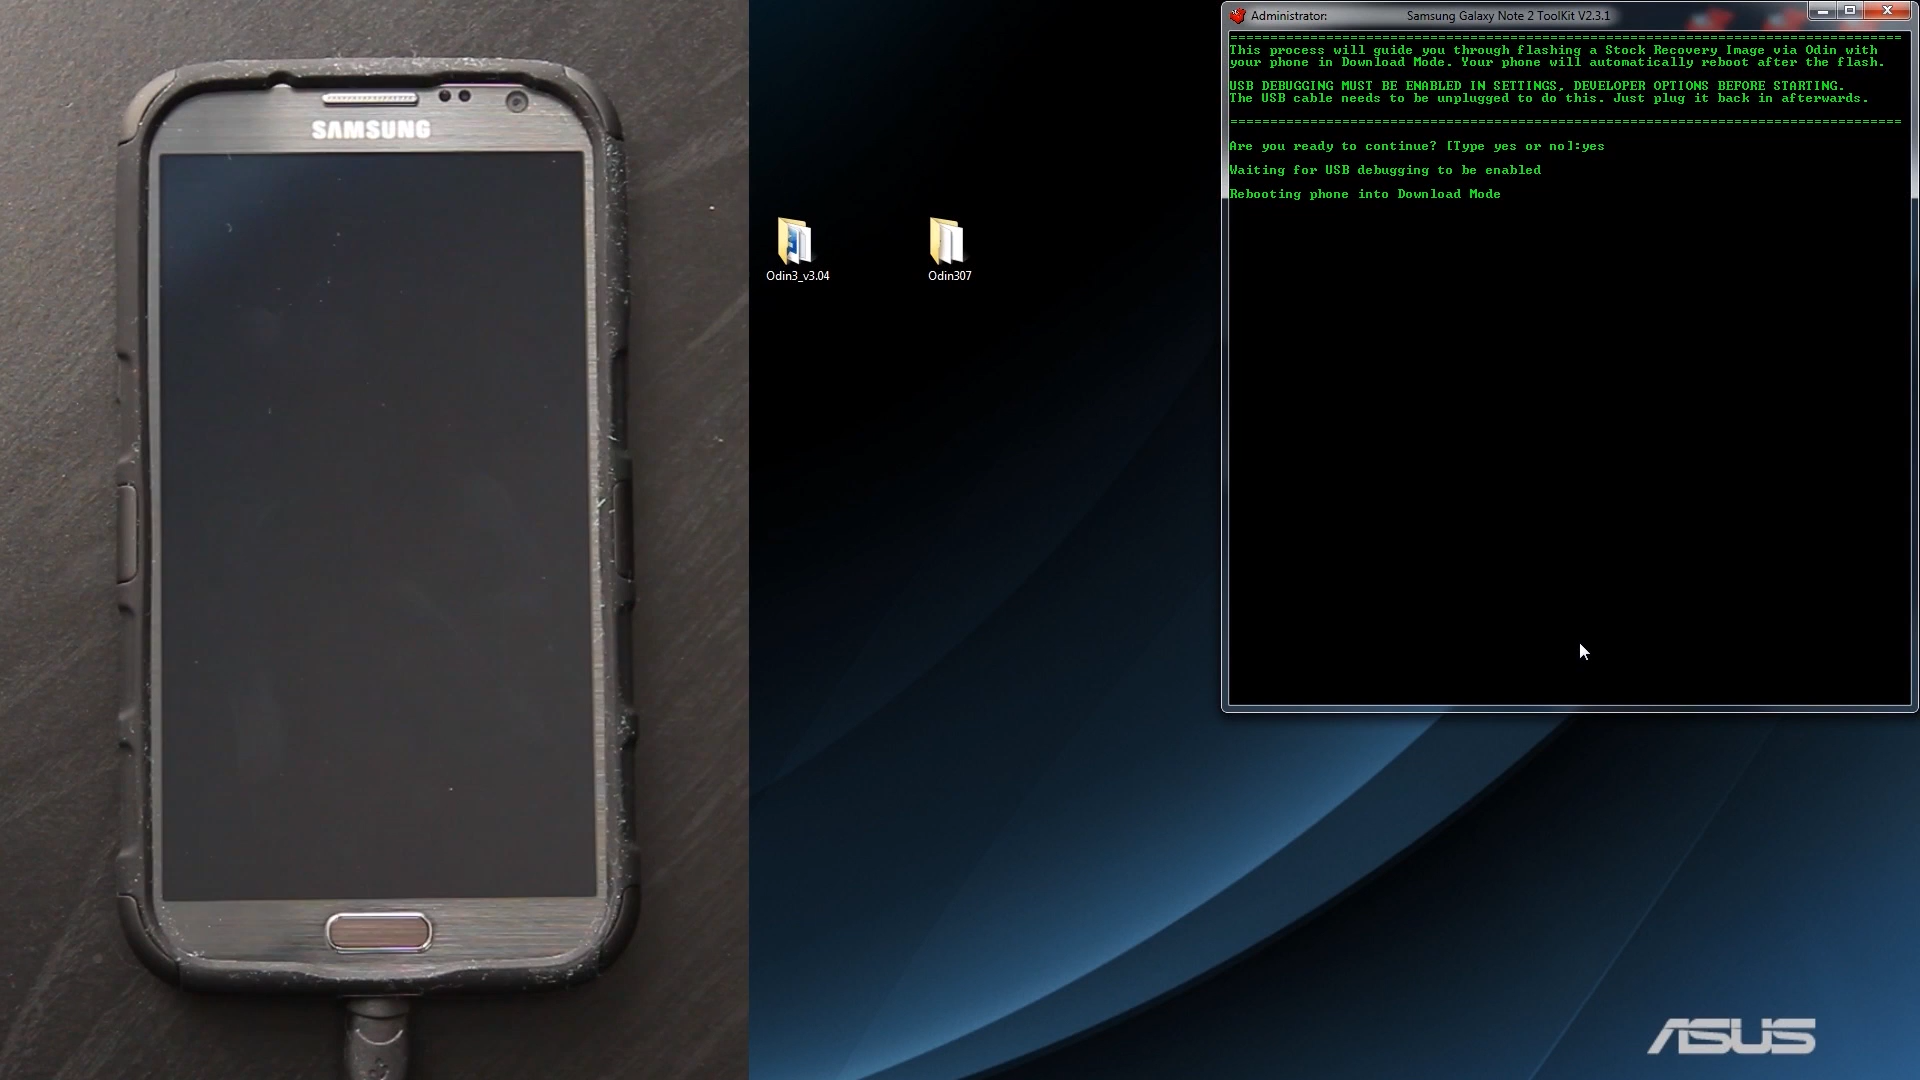 SAMSUNG
Odin3_v3.04
Odin307
Administrator: Samsung Galaxy Note 2 ToolKit V2.3.1
================================================================================
This process will guide you through flashing a Stock Recovery Image via Odin with
your phone in Download Mode. Your phone will automatically reboot after the flash.
USB DEBUGGING MUST BE ENABLED IN SETTINGS, DEVELOPER OPTIONS BEFORE STARTING.
The USB cable needs to be unplugged to do this. Just plug it back in afterwards.
================================================================================
Are you ready to continue? [Type yes or no]:yes
Waiting for USB debugging to be enabled
Rebooting phone into Download Mode
ASUS